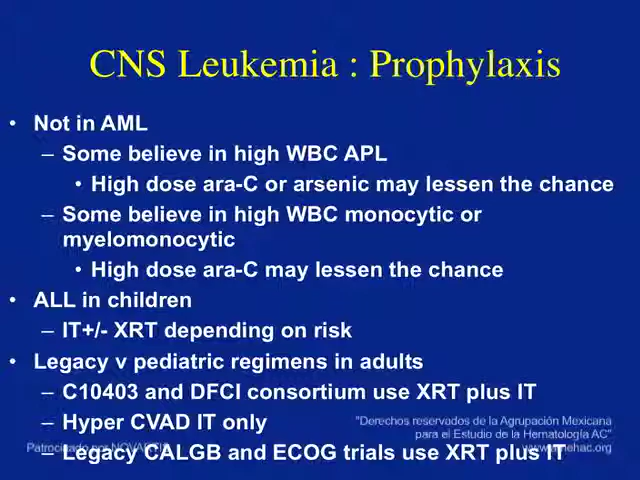 CNS Leukemia : Prophylaxis
• Not in AML
– Some believe in high WBC APL
• High dose ara-C or arsenic may lessen the chance
– Some believe in high WBC monocytic or
myelomonocytic
• High dose ara-C may lessen the chance
• ALL in children
– IT+/- XRT depending on risk
• Legacy v pediatric regimens in adults
– C10403 and DFCI consortium use XRT plus IT
– Hyper CVAD IT only
"Derechos reservados de la Agrupación Mexicana
para el Estudio de la Hematología AC"
Patrocinado por NOVARTIS
– Legacy CALGB and ECOG trials use XRT plus IT